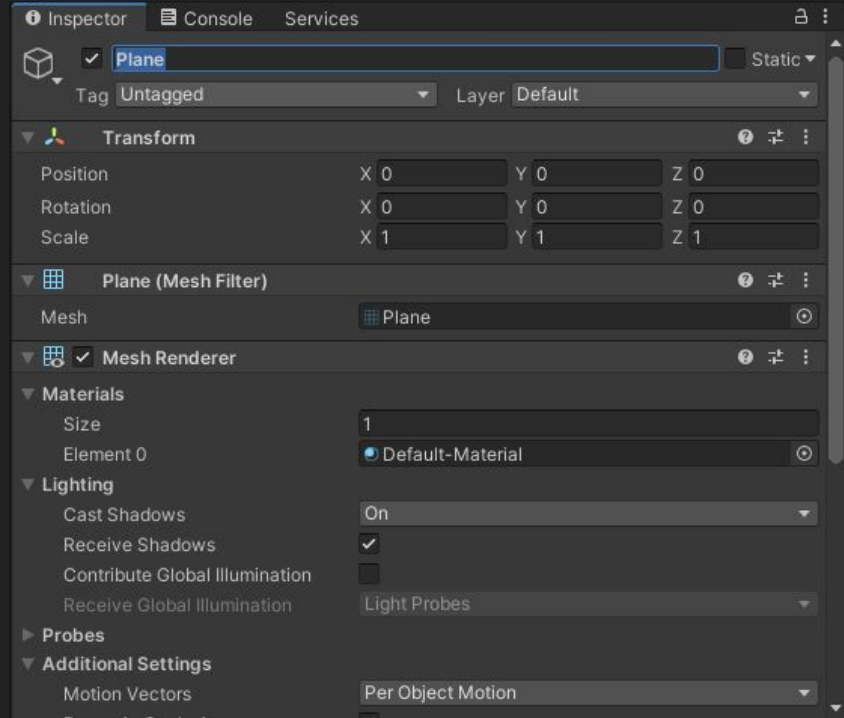 Inspector Console Services
Plane Static
Tag Untagged Layer Default
Transform
Position X 0 Y 0 Z 0
Rotation X 0 Y 0 Z 0
Scale X 1 Y 1 Z 1
Plane (Mesh Filter)
Mesh Plane
Mesh Renderer
Materials
Size 1
Element 0 Default-Material
Lighting
Cast Shadows On
Receive Shadows
Contribute Global Illumination
Receive Global Illumination Light Probes
Probes
Additional Settings
Motion Vectors Per Object Motion